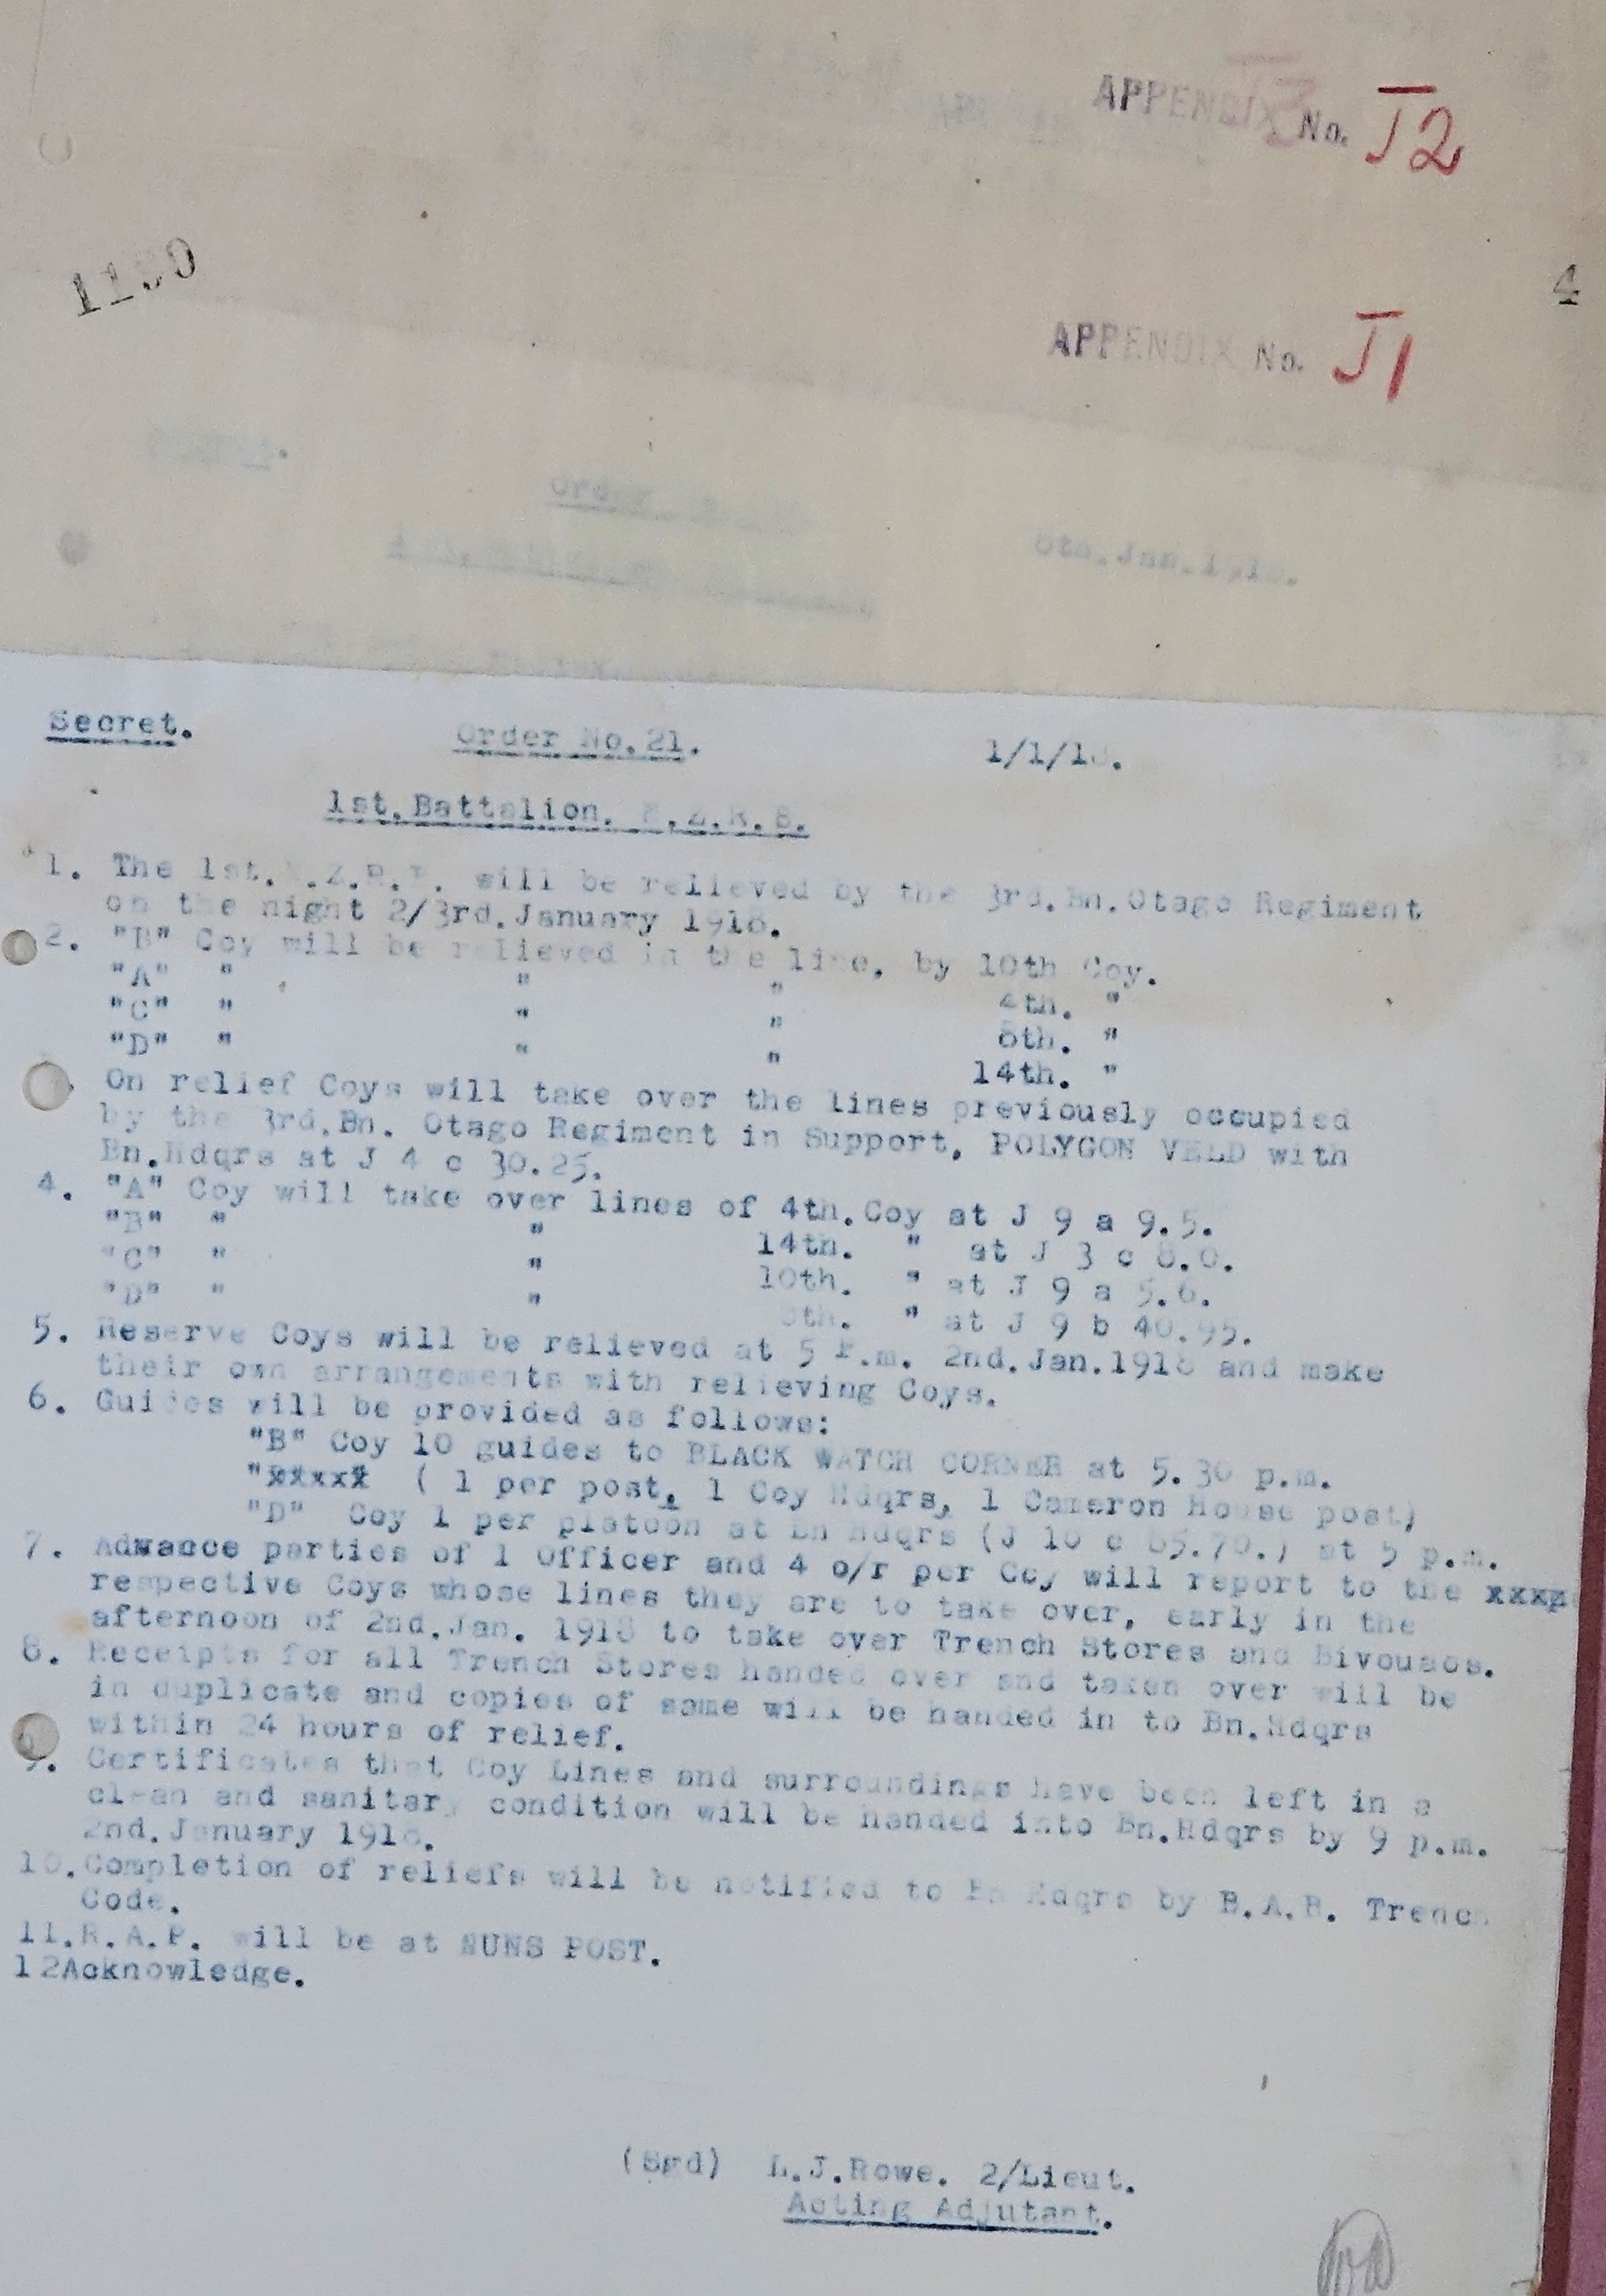 APPENDIX No. J2
4
APPENDIX No. J1
Order
Jan.
Secret. Order No.21. 1/1/18.
1st.Battalion. N.Z.R.B.
1. The 1st. N.Z.R.B. will be relieved by the 3rd.Bn.Otago Regiment
on the night 2/3rd.January 1918.
2. "B" Coy will be relieved in the line, by 10th Coy.
"A" " " " 4th. "
"C" " " " 8th. "
"D" " " " 14th. "
On relief Coys will take over the lines previously occupied
by the 3rd.Bn. Otago Regiment in Support, POLYGON VELD with
Bn.Hdqrs at J 4 c 30.25.
4. "A" Coy will take over lines of 4th.Coy at J 9 a 9.5.
"B" " " 14th. " at J 3 c 8.0.
"C" " " 10th. " at J 9 a 5.6.
"D" " " 8th. " at J 9 b 40.95.
5. Reserve Coys will be relieved at 5 P.m. 2nd.Jan.1918 and make
their own arrangements with relieving Coys.
6. Guides will be provided as follows:
"B" Coy 10 guides to BLACK WATCH CORNER at 5.30 p.m.
( 1 per post, 1 Coy Hdqrs, 1 Cameron House post)
"D" Coy 1 per platoon at Bn Hdqrs (J 10 c 65.70.) at 5 p.m.
7. Advance parties of 1 Officer and 4 o/r per Coy will report to the xxxx
respective Coys whose lines they are to take over, early in the
afternoon of 2nd.Jan. 1918 to take over Trench Stores and Bivouacs.
8. Receipts for all Trench Stores handed over and taken over will be
in duplicate and copies of same will be handed in to Bn.Hdqrs
within 24 hours of relief.
9. Certificates that Coy Lines and surroundings have been left in a
clean and sanitary condition will be handed into Bn.Hdqrs by 9 p.m.
2nd.January 1918.
10.Completion of reliefs will be notified to Bn Hdqrs by B.A.B. Trench
Code.
11.R.A.P. will be at NUNS POST.
12Acknowledge.
(Sgd) L.J.Rowe. 2/Lieut.
Acting Adjutant.